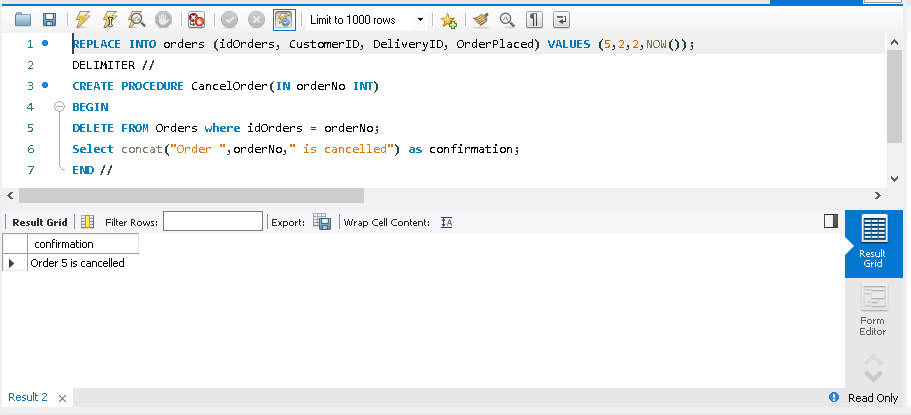 Limit to 1000 rows
1 REPLACE INTO orders (idOrders, CustomerID, DeliveryID, OrderPlaced) VALUES (5,2,2,NOW());
2 DELIMITER //
3 CREATE PROCEDURE CancelOrder(IN orderNo INT)
4 BEGIN
5 DELETE FROM Orders where idOrders = orderNo;
6 Select concat("Order ",orderNo," is cancelled") as confirmation;
7 END //
Result Grid Filter Rows: Export: Wrap Cell Content:
confirmation
Order 5 is cancelled
Result
Grid
Form
Editor
Result 2 Read Only